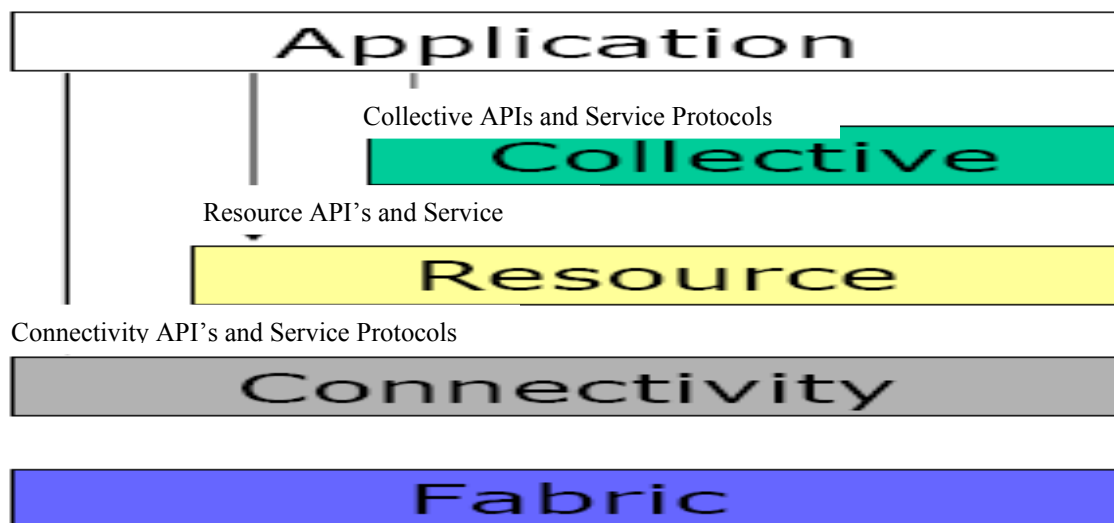 Application
Collective APIs and Service Protocols
Collective
Resource API’s and Service
Resource
Connectivity API’s and Service Protocols
Connectivity
Fabric